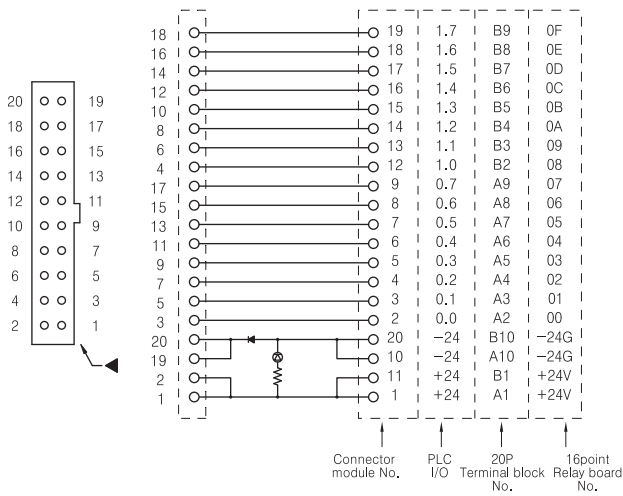 18 19 1.7 B9 0F
16 18 1.6 B8 0E
14 17 1.5 B7 0D
12 16 1.4 B6 0C
10 15 1.3 B5 0B
8 14 1.2 B4 0A
6 13 1.1 B3 09
4 12 1.0 B2 08
17 9 0.7 A9 07
15 8 0.6 A8 06
13 7 0.5 A7 05
11 6 0.4 A6 04
9 5 0.3 A5 03
7 4 0.2 A4 02
5 3 0.1 A3 01
3 2 0.0 A2 00
20 20 −24 B10 −24G
19 10 −24 A10 −24G
2 11 +24 B1 +24V
1 1 +24 A1 +24V
20 19
18 17
16 15
14 13
12 11
10 9
8 7
6 5
4 3
2 1
Connector
module No.
PLC
I/O
20P
Terminal block
No.
16point
Relay board
No.